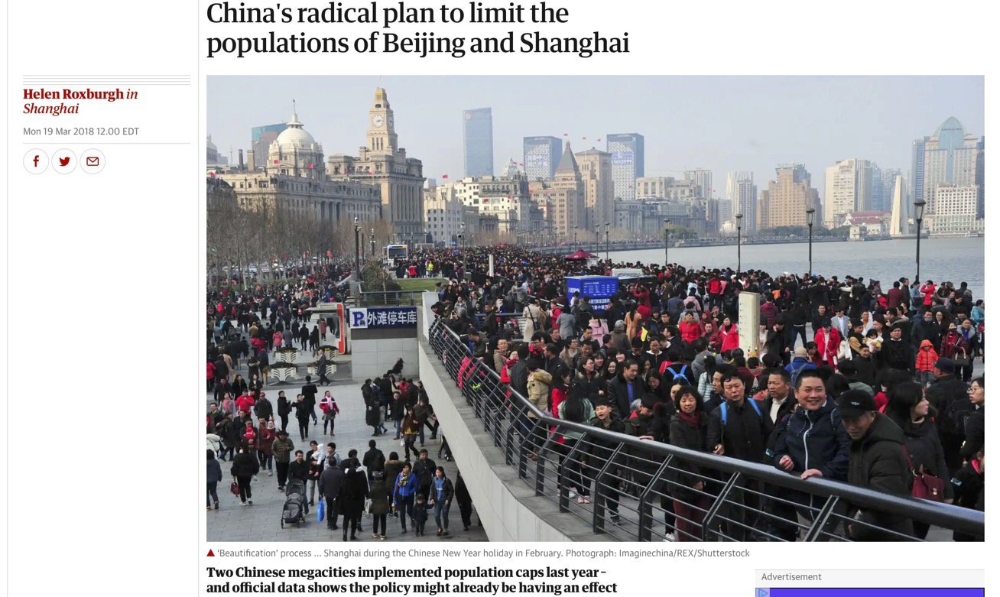 China's radical plan to limit the
populations of Beijing and Shanghai
Helen Roxburgh in
Shanghai
Mon 19 Mar 2018 12.00 EDT
P 外滩停车库
▲ 'Beautification' process ... Shanghai during the Chinese New Year holiday in February. Photograph: Imaginechina/REX/Shutterstock
Two Chinese megacities implemented population caps last year –
and official data shows the policy might already be having an effect
Advertisement